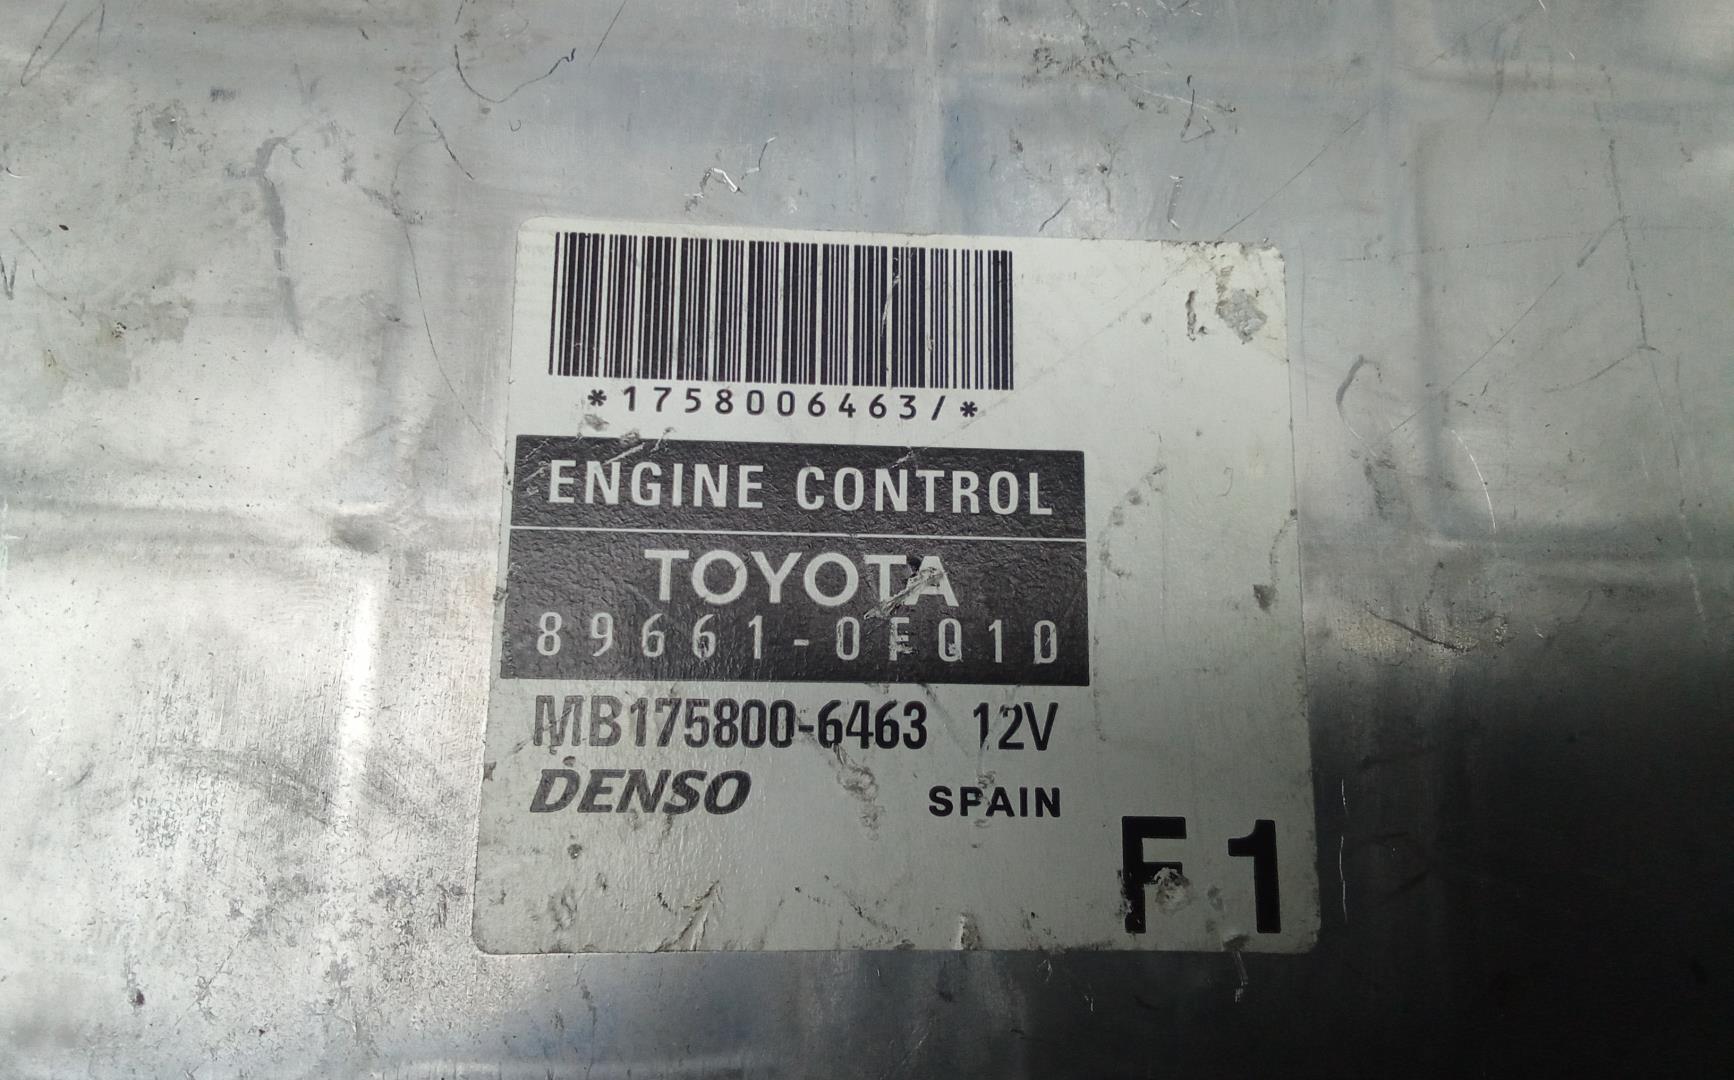 *1758006463/*
ENGINE CONTROL
TOYOTA
89661-0F010
MB175800-6463 12V
DENSO SPAIN
F1